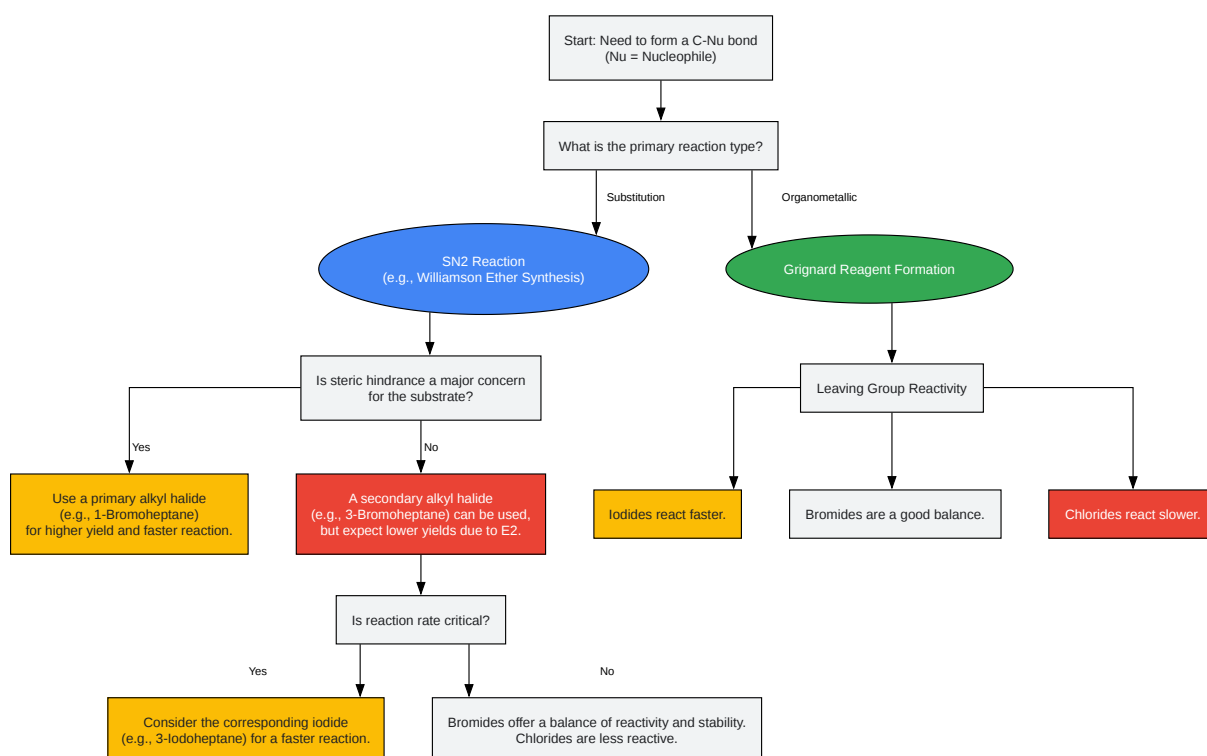 Start: Need to form a C-Nu bond
(Nu = Nucleophile)
What is the primary reaction type?
Substitution
Organometallic
SN2 Reaction
(e.g., Williamson Ether Synthesis)
Grignard Reagent Formation
Is steric hindrance a major concern
for the substrate?
Leaving Group Reactivity
Yes
No
Use a primary alkyl halide
(e.g., 1-Bromoheptane)
for higher yield and faster reaction.
A secondary alkyl halide
(e.g., 3-Bromoheptane) can be used,
but expect lower yields due to E2.
Iodides react faster.
Bromides are a good balance.
Chlorides react slower.
Is reaction rate critical?
Yes
No
Consider the corresponding iodide
(e.g., 3-Iodoheptane) for a faster reaction.
Bromides offer a balance of reactivity and stability.
Chlorides are less reactive.